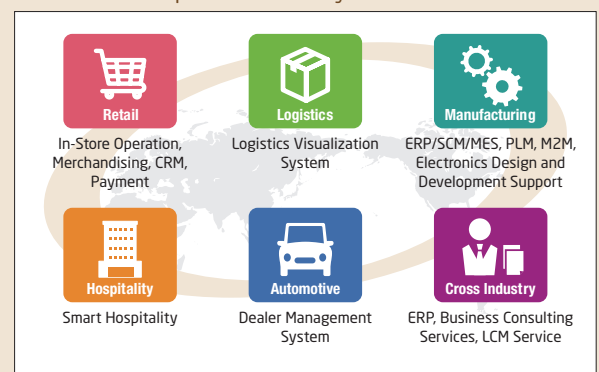 Retail
In-Store Operation,
Merchandising, CRM,
Payment
Logistics
Logistics Visualization
System
Manufacturing
ERP/SCM/MES, PLM, M2M,
Electronics Design and
Development Support
Hospitality
Smart Hospitality
Automotive
Dealer Management
System
Cross Industry
ERP, Business Consulting
Services, LCM Service